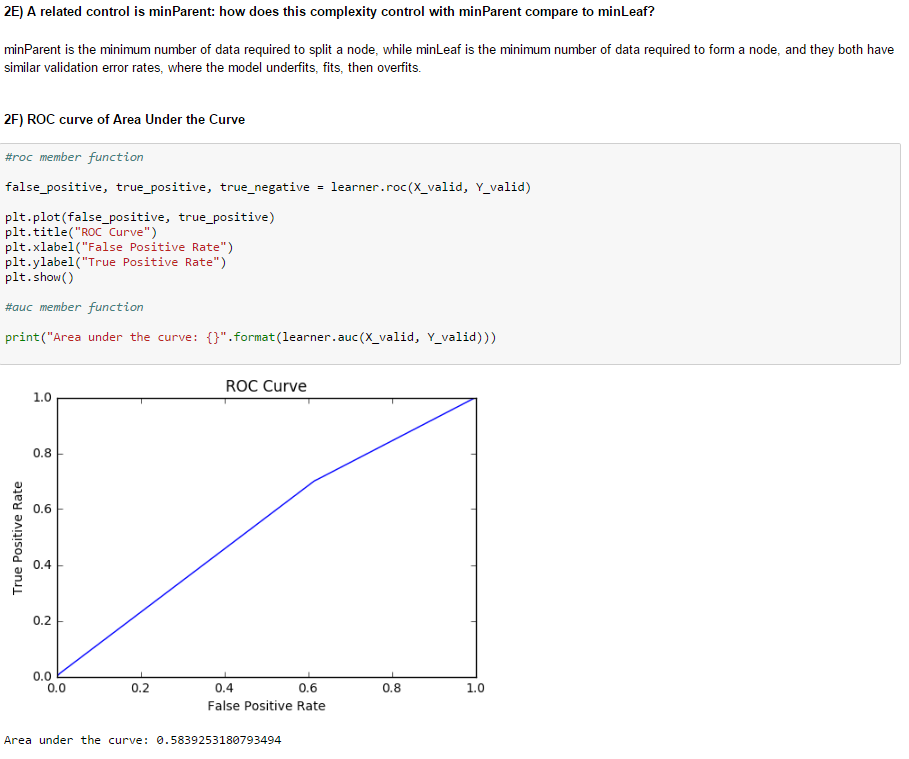 2E) A related control is minParent: how does this complexity control with minParent compare to minLeaf?
minParent is the minimum number of data required to split a node, while minLeaf is the minimum number of data required to form a node, and they both have
similar validation error rates, where the model underfits, fits, then overfits.
2F) ROC curve of Area Under the Curve
#roc member function
false_positive, true_positive, true_negative = learner.roc(X_valid, Y_valid)
plt.plot(false_positive, true_positive)
plt.title("ROC Curve")
plt.xlabel("False Positive Rate")
plt.ylabel("True Positive Rate")
plt.show()
#auc member function
print("Area under the curve: {}".format(learner.auc(X_valid, Y_valid)))
ROC Curve
1.0
0.8
0.6
0.4
0.2
0.0
True Positive Rate
0.0 0.2 0.4 0.6 0.8 1.0
False Positive Rate
Area under the curve: 0.5839253180793494